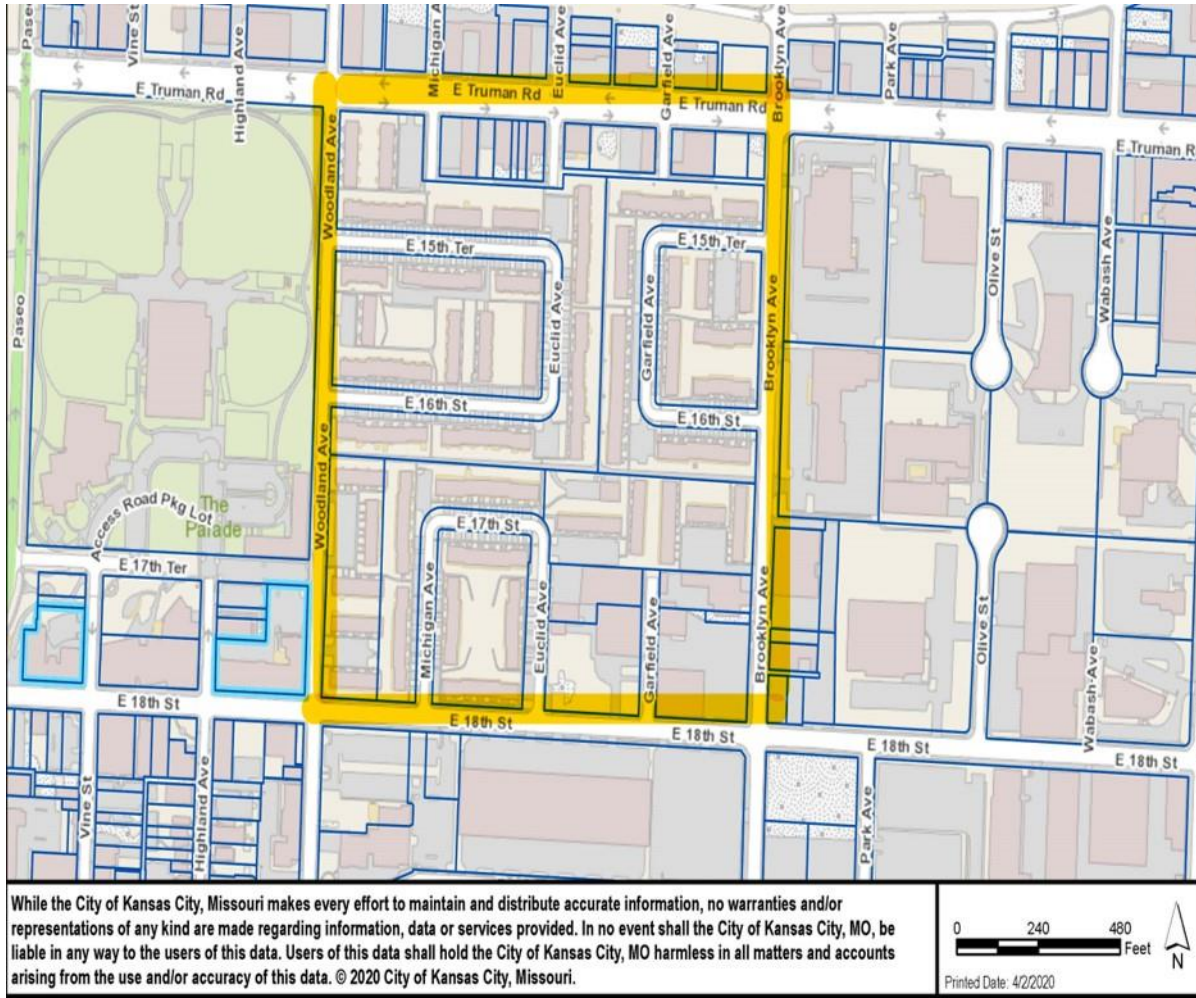 Paseo
Vine St
Highland Ave
Michigan A
Euclid Ave
Garfield Ave
Brooklyn Ave
Park Ave
E Truman Rd
E Truman Rd
E Truman Rd
E Truman Rd
E Truman R
Woodland Ave
E 15th Ter
E 15th Ter
Olive St
Wabash Ave
Paseo
Euclid Ave
Garfield Ave
Brooklyn Ave
E 16th St
E 16th St
Woodland Ave
Access Road Pkg Lot
The
Parade
E 17th St
E 17th Ter
Michigan Ave
Euclid Ave
Garfield Ave
Brooklyn Ave
Olive St
Wabash Ave
E 18th St
E 18th St
E 18th St
E 18th St
E 18th St
Vine St
Highland Ave
Park Ave
While the City of Kansas City, Missouri makes every effort to maintain and distribute accurate information, no warranties and/or
representations of any kind are made regarding information, data or services provided. In no event shall the City of Kansas City, MO, be
liable in any way to the users of this data. Users of this data shall hold the City of Kansas City, MO harmless in all matters and accounts
arising from the use and/or accuracy of this data. © 2020 City of Kansas City, Missouri.
0 240 480
Feet
N
Printed Date: 4/2/2020